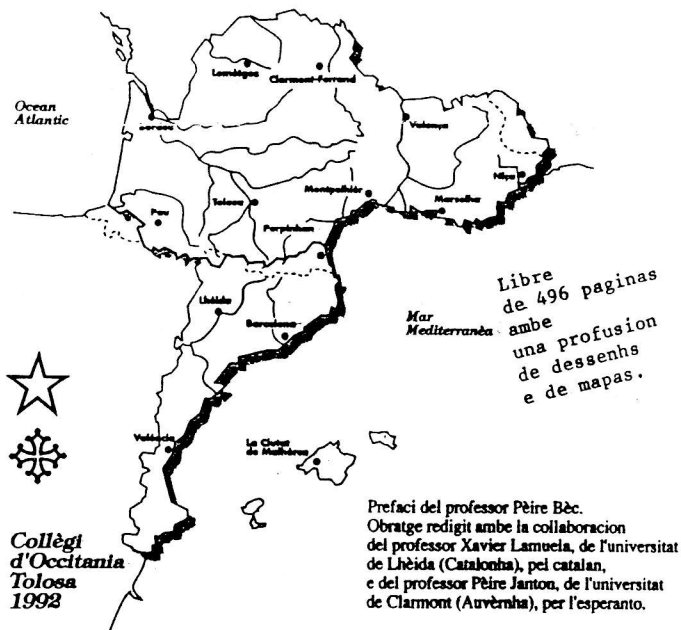 Lemòtges
Clarmont-Ferrand
Ocean
Atlantic
Bordeu
Valença
Montpelhièr
Niça
Tolosa
Marselha
Pau
Perpinhan
Lhèida
Barcelona
Mar
Mediterranèa
Libre
de 496 paginas
ambe
una profusion
de dessenhs
e de mapas.
València
La Ciutat
de Malhòrca
Collègi
d'Occitania
Tolosa
1992
Prefaci del professor Pèire Bèc.
Obratge redigit ambe la collaboracion
del professor Xavier Lamuela, de l'universitat
de Lhèida (Catalonha), pel catalan,
e del professor Pèire Janton, de l'universitat
de Clarmont (Auvèrnha), per l'esperanto.